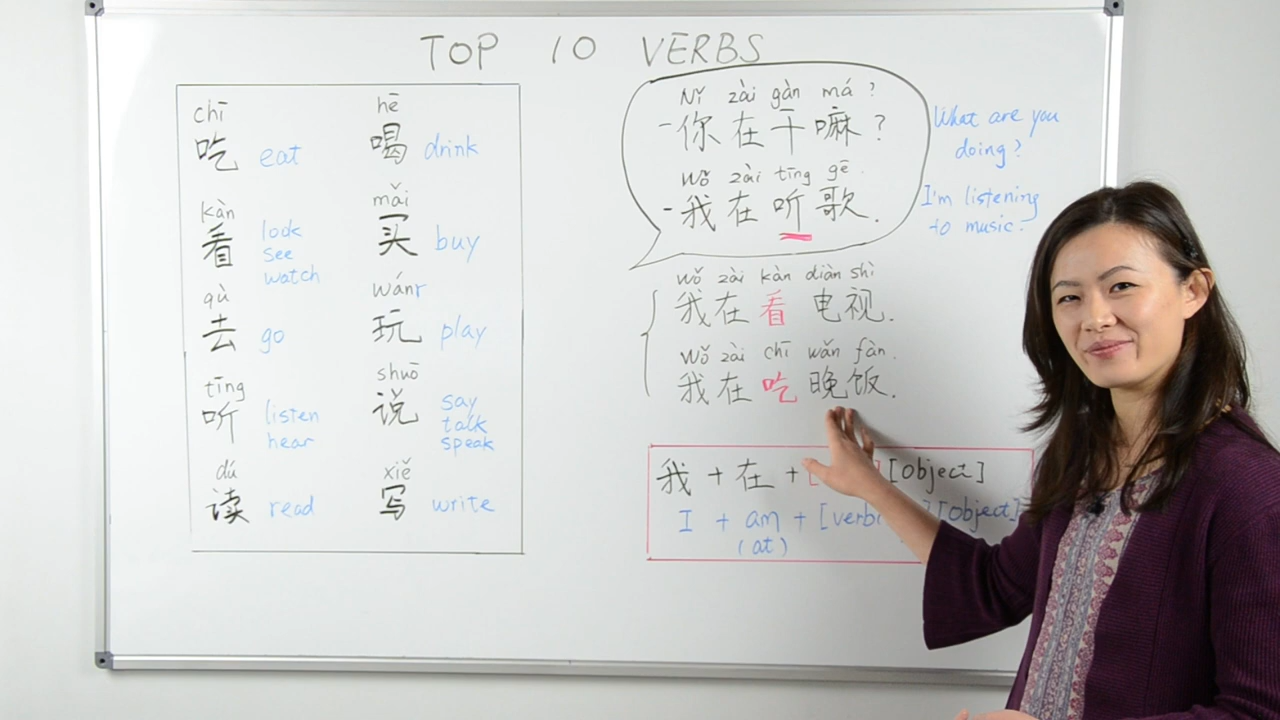 TOP 10 VERBS
chī
吃 eat
kàn
看 look
see
watch
qù
去 go
tīng
听 listen
hear
dú
读 read
hē
喝 drink
mǎi
买 buy
wánr
玩 play
shuō
说 say
talk
speak
xiě
写 write
Nǐ zài gàn má ?
- 你 在 干 嘛 ?
Wǒ zài tīng gē.
- 我 在 听 歌.
What are you
doing?
I'm listening
to music.
wǒ zài kàn diàn shì
我 在 看 电视.
Wǒ zài chī wǎn fàn.
我 在 吃 晚饭.
我 + 在 + [object]
I + am + [object]
(at)